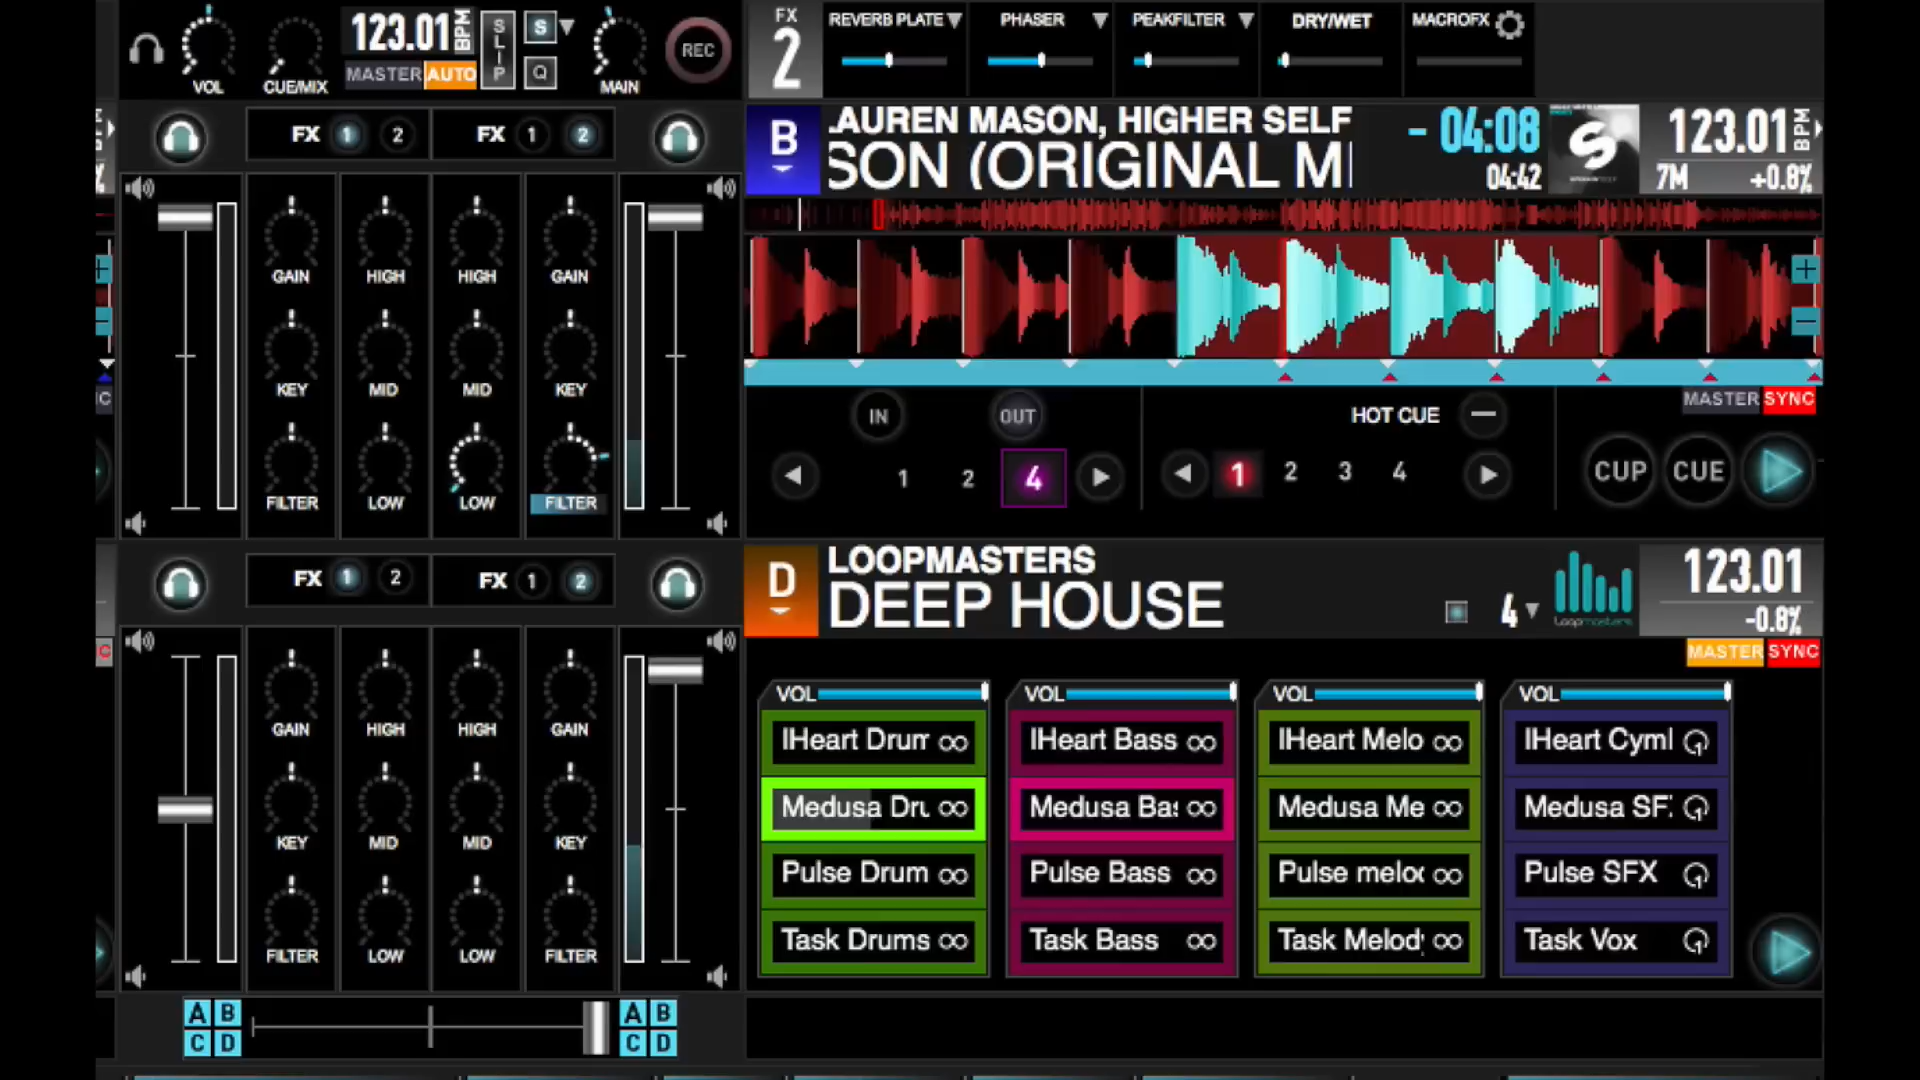 VOL
CUE/MIX
123.01 BPM
MASTER AUTO
SLIP
S
Q
MAIN
REC
FX 2
REVERB PLATE
PHASER
PEAKFILTER
DRY/WET
MACROFX
FX 1 2
FX 1 2
GAIN HIGH HIGH GAIN
KEY MID MID KEY
FILTER LOW LOW FILTER
B
AUREN MASON, HIGHER SELF
SON (ORIGINAL MI
- 04:08
04:42
123.01 BPM
7M +0.8%
IN OUT
1 2 4
HOT CUE
1 2 3 4
MASTER SYNC
CUP CUE
FX 1 2
FX 1 2
GAIN HIGH HIGH GAIN
KEY MID MID KEY
FILTER LOW LOW FILTER
D
LOOPMASTERS
DEEP HOUSE
4
Loopmasters
123.01
-0.8%
MASTER SYNC
VOL VOL VOL VOL
IHeart Drum IHeart Bass IHeart Melo IHeart Cyml
Medusa Dru Medusa Bas Medusa Me Medusa SF
Pulse Drum Pulse Bass Pulse meloc Pulse SFX
Task Drums Task Bass Task Melody Task Vox
A B A B
C D C D